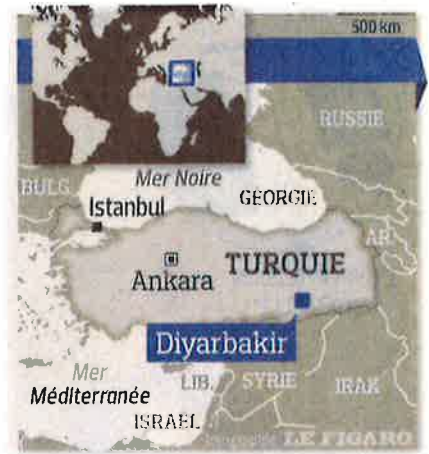 500 km
RUSSIE
BULG.
Mer Noire
GEORGIE
Istanbul
AR.
Ankara
TURQUIE
Diyarbakir
Mer
Méditerranée
LIB.
SYRIE
IRAK
ISRAËL
LE FIGARO